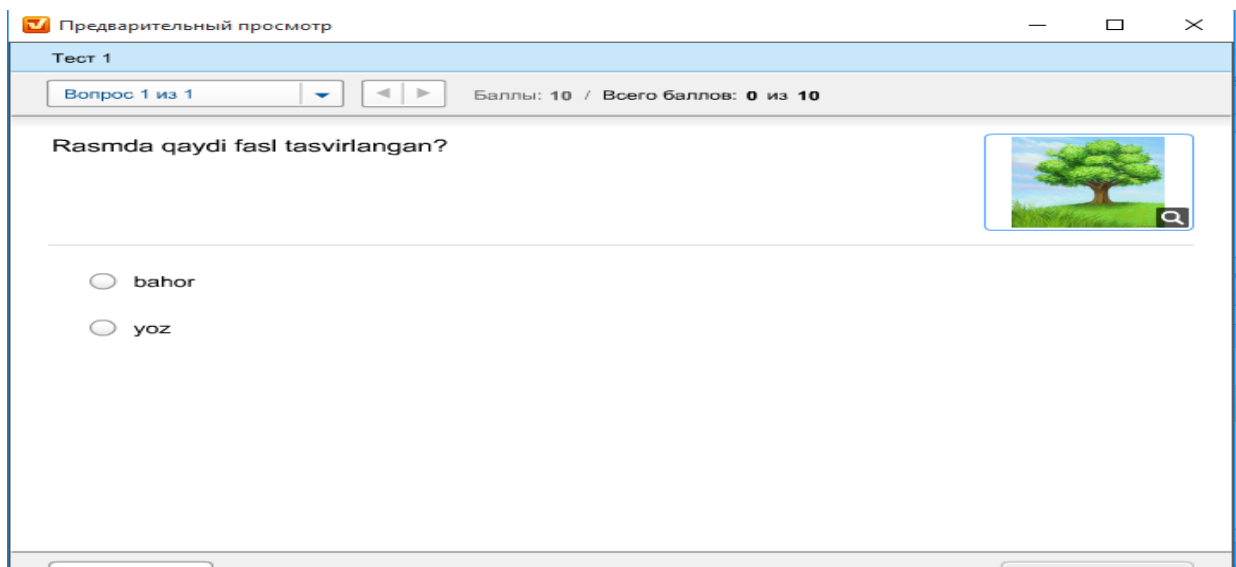 Предварительный просмотр
Тест 1
Вопрос 1 из 1
Баллы: 10 / Всего баллов: 0 из 10
Rasmda qaydi fasl tasvirlangan?
bahor
yoz